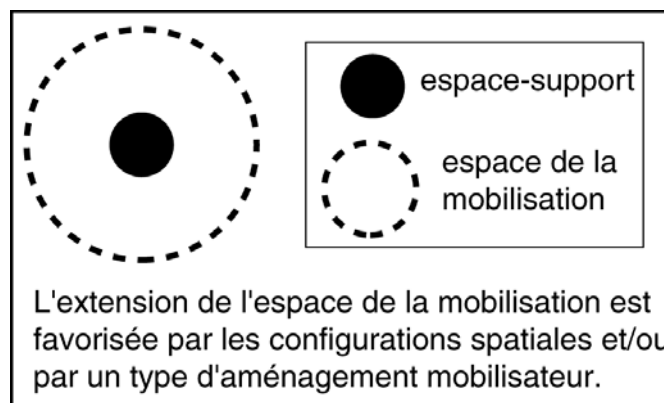 espace-support
espace de la
mobilisation
L'extension de l'espace de la mobilisation est
favorisée par les configurations spatiales et/ou
par un type d'aménagement mobilisateur.